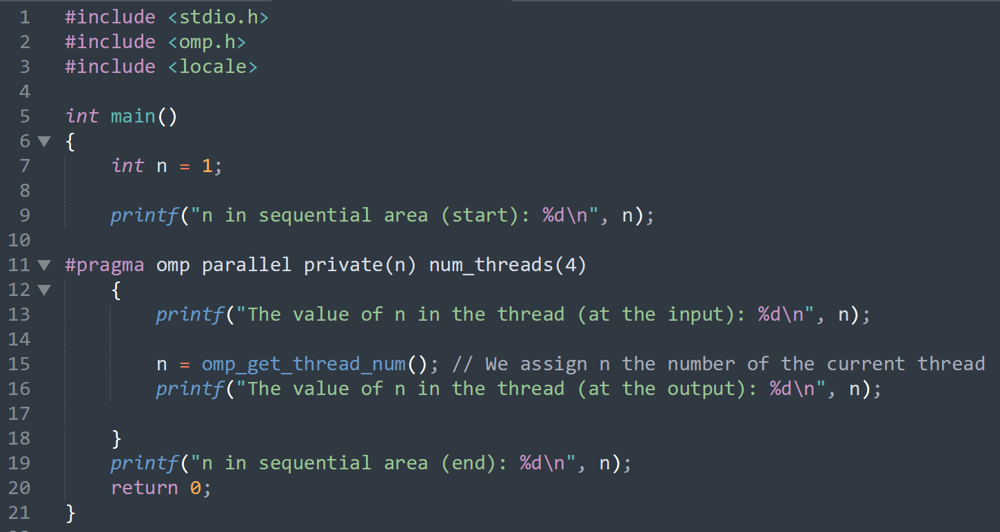 1 #include <stdio.h>
2 #include <omp.h>
3 #include <locale>
4
5 int main()
6 {
7 int n = 1;
8
9 printf("n in sequential area (start): %d\n", n);
10
11 #pragma omp parallel private(n) num_threads(4)
12 {
13 printf("The value of n in the thread (at the input): %d\n", n);
14
15 n = omp_get_thread_num(); // We assign n the number of the current thread
16 printf("The value of n in the thread (at the output): %d\n", n);
17
18 }
19 printf("n in sequential area (end): %d\n", n);
20 return 0;
21 }